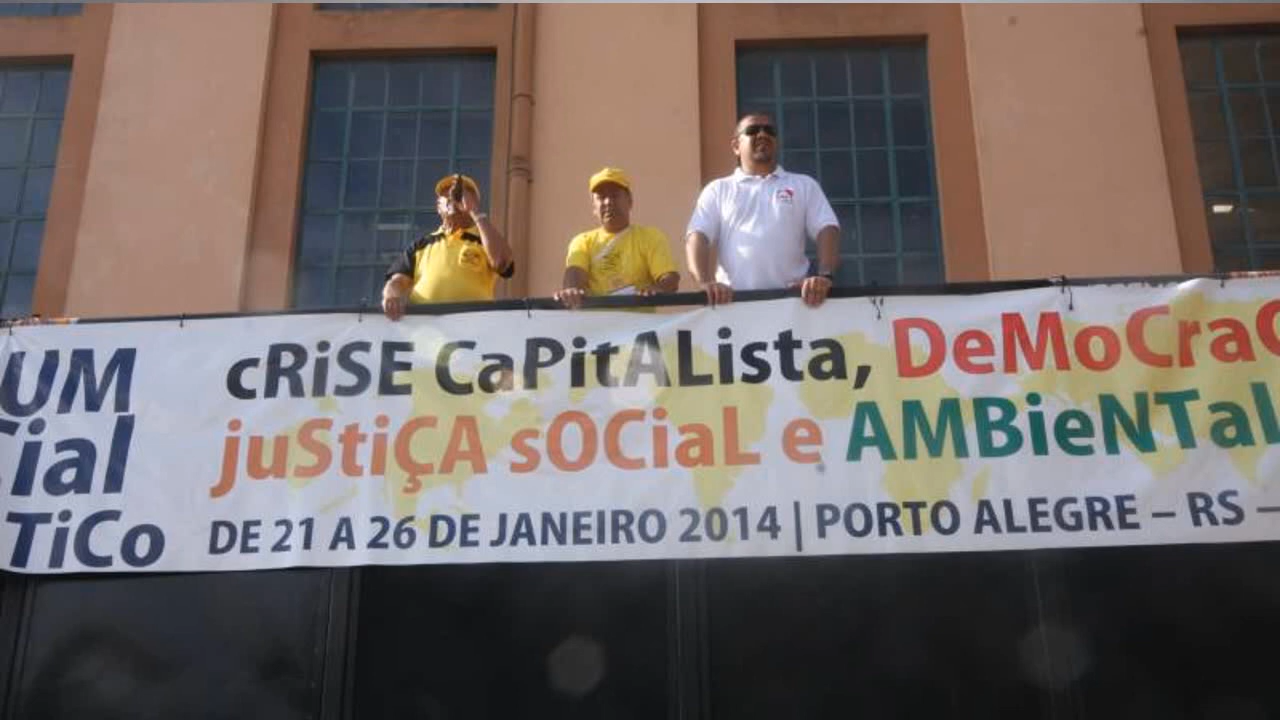 UM
cial
TiCo
cRiSE CaPitALista, DeMoCraC
juStiÇA sOCiaL e AMBieNTaL
DE 21 A 26 DE JANEIRO 2014 | PORTO ALEGRE – RS –